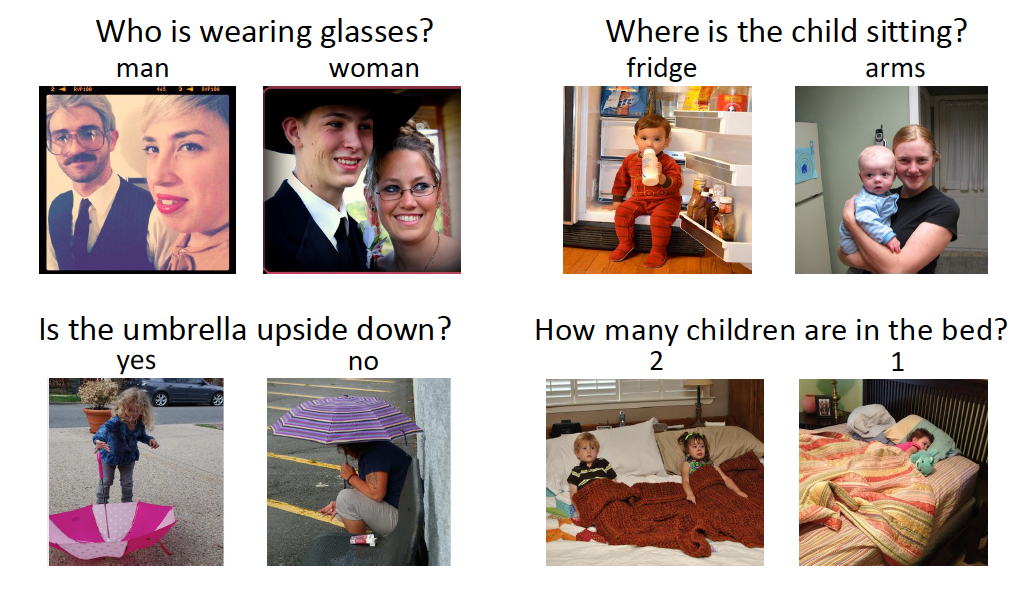 Who is wearing glasses?
man
woman
Where is the child sitting?
fridge
arms
Is the umbrella upside down?
yes
no
How many children are in the bed?
2
1